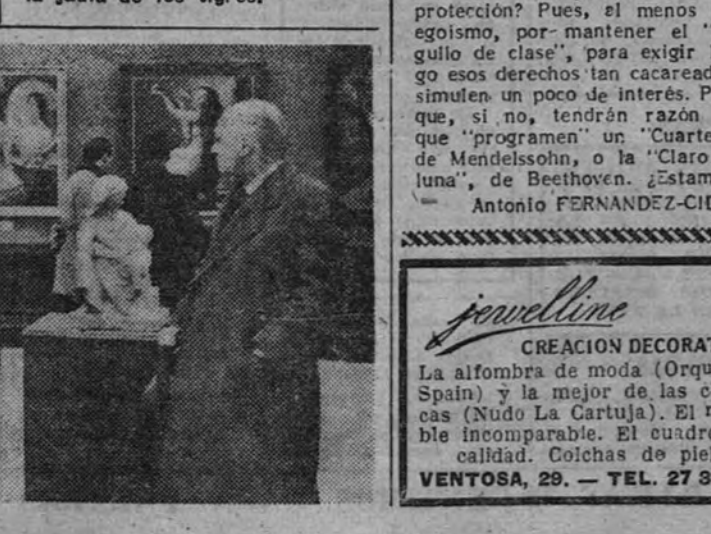 protección? Pues, al menos
egoismo, por mantener el "
gullo de clase", para exigir
go esos derechos tan cacaread
simulen un poco de interés. P
que, si no, tendrán razón
que "programen" un "Cuarte
de Mendelssohn, o la "Claro
luna", de Beethoven. ¿Estam
Antonio FERNANDEZ-CID
jewelline
CREACION DECORAT
La alfombra de moda (Orqu
Spain) y la mejor de las c
cas (Nudo La Cartuja). El m
ble incomparable. El cuadro
calidad. Colchas de piel
VENTOSA, 29. — TEL. 27 3